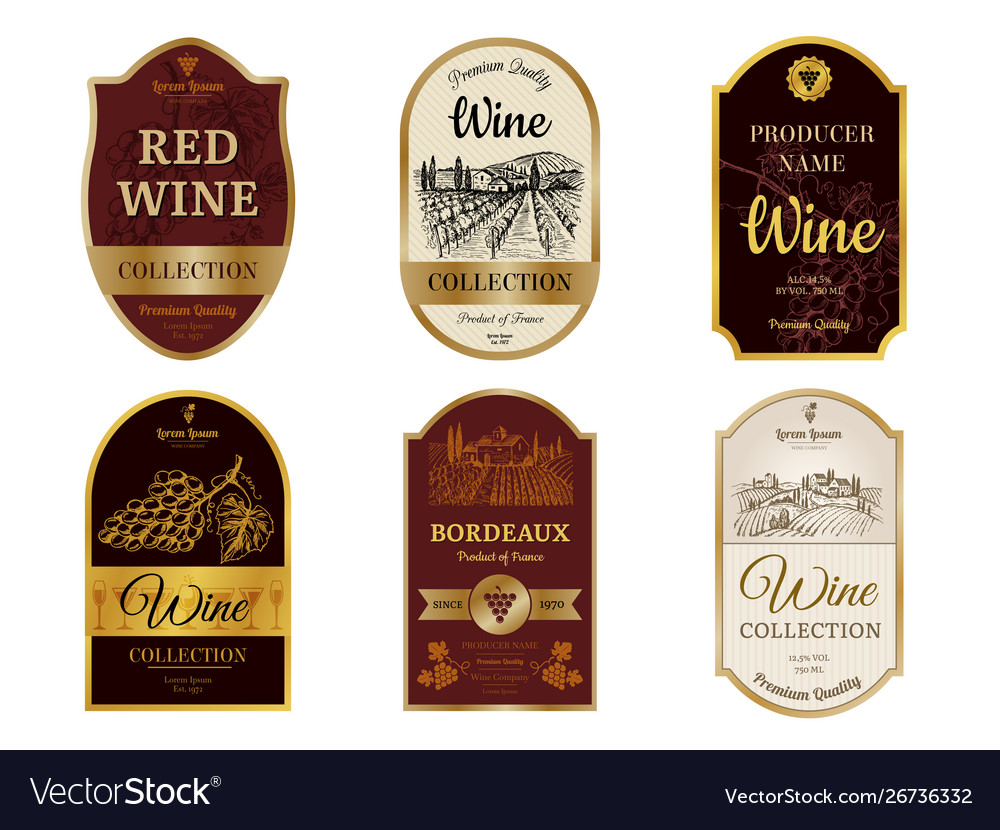 Lorem Ipsum
WINE COMPANY
RED
WINE
COLLECTION
Premium Quality
Lorem Ipsum
Est. 1972
Premium Quality
Wine
COLLECTION
Product of France
Lorem Ipsum
Est. 1972
PRODUCER
NAME
Wine
ALC.14,5%
BY VOL. 750 ML
Premium Quality
Lorem Ipsum
WINE COMPANY
Wine
COLLECTION
Lorem Ipsum
Est. 1972
BORDEAUX
Product of France
SINCE 1970
PRODUCER NAME
Premium Quality
Wine Company
Lorem Ipsum
Lorem Ipsum
WINE COMPANY
Wine
COLLECTION
12,5% VOL
750 ML
Premium Quality
VectorStock®
VectorStock.com/26736332